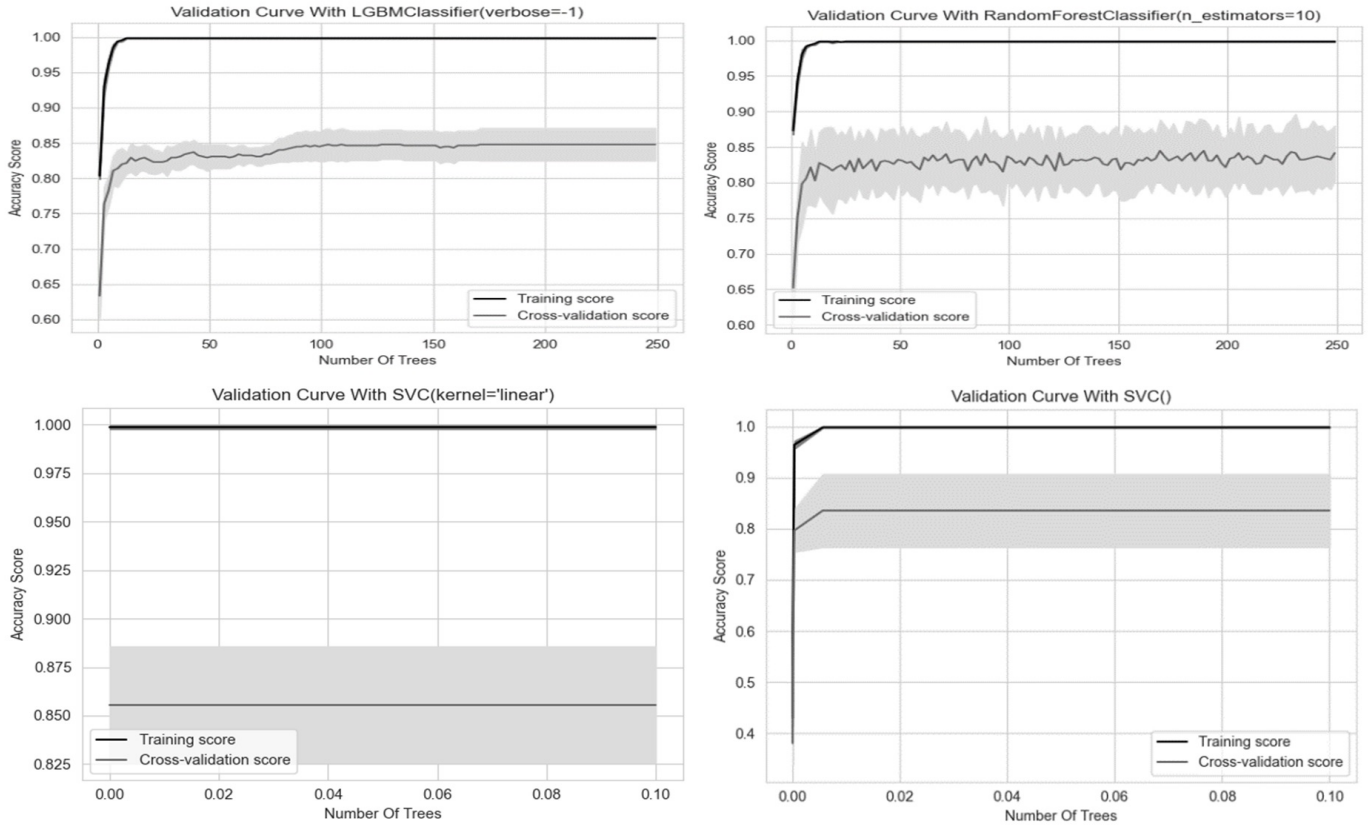 Validation Curve With LGBMClassifier(verbose=-1)
1.00
0.95
0.90
0.85
0.80
0.75
0.70
0.65
0.60
Accuracy Score
Training score
Cross-validation score
0 50 100 150 200 250
Number Of Trees
Validation Curve With RandomForestClassifier(n_estimators=10)
1.00
0.95
0.90
0.85
0.80
0.75
0.70
0.65
0.60
Accuracy Score
Training score
Cross-validation score
0 50 100 150 200 250
Number Of Trees
Validation Curve With SVC(kernel='linear')
1.000
0.975
0.950
0.925
0.900
0.875
0.850
0.825
Accuracy Score
Training score
Cross-validation score
0.00 0.02 0.04 0.06 0.08 0.10
Number Of Trees
Validation Curve With SVC()
1.0
0.9
0.8
0.7
0.6
0.5
0.4
Accuracy Score
Training score
Cross-validation score
0.00 0.02 0.04 0.06 0.08 0.10
Number Of Trees